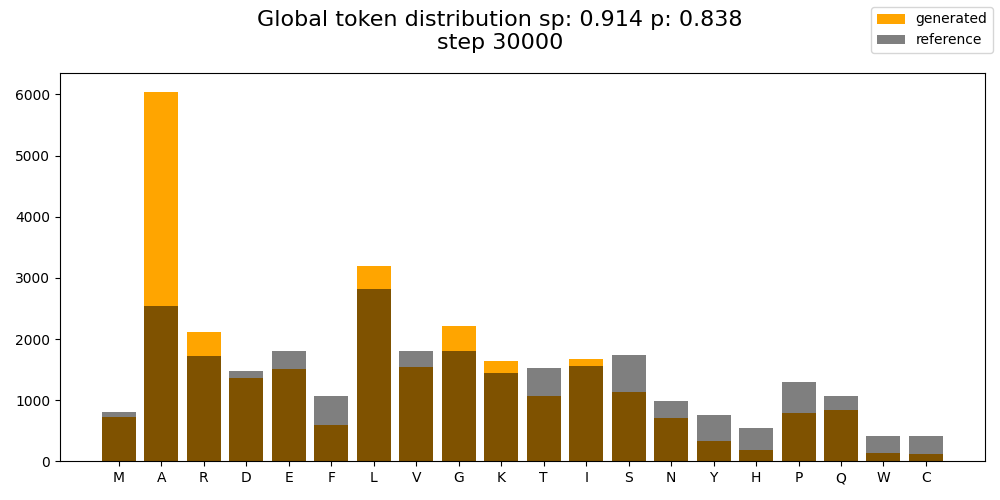 Global token distribution sp: 0.914 p: 0.838
step 30000
generated
reference
6000
5000
4000
3000
2000
1000
0
M A R D E F L V G K T I S N Y H P Q W C